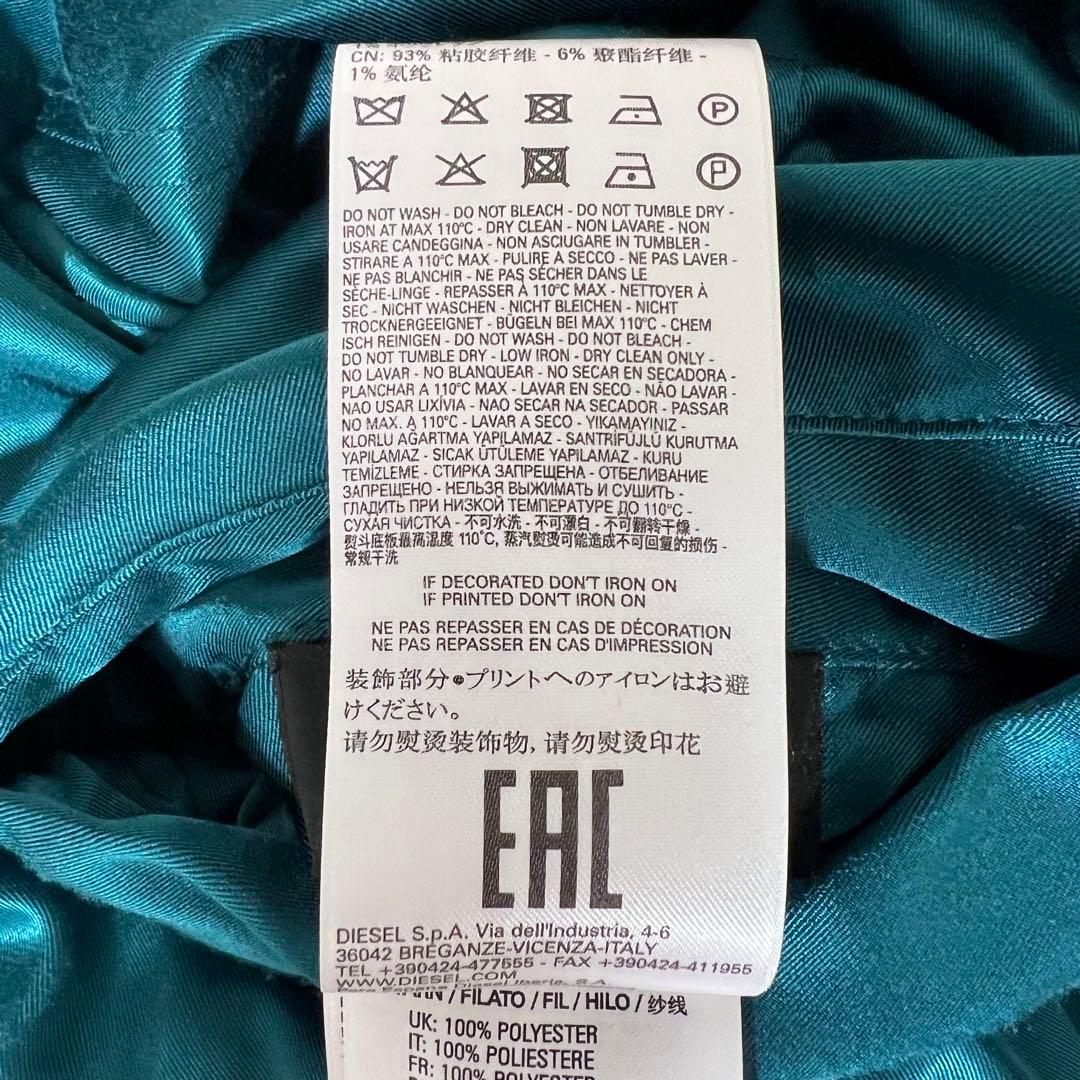 CN: 93% 粘胶纤维 - 6% 聚酯纤维 -
1% 氨纶
P
P
DO NOT WASH - DO NOT BLEACH - DO NOT TUMBLE DRY -
IRON AT MAX 110°C - DRY CLEAN - NON LAVARE - NON
USARE CANDEGGINA - NON ASCIUGARE IN TUMBLER -
STIRARE A 110°C MAX - PULIRE A SECCO - NE PAS LAVER -
NE PAS BLANCHIR - NE PAS SÉCHER DANS LE
SÈCHE-LINGE - REPASSER À 110°C MAX - NETTOYER À
SEC - NICHT WASCHEN - NICHT BLEICHEN - NICHT
TROCKNERGEEIGNET - BÜGELN BEI MAX 110°C - CHEM
ISCH REINIGEN - DO NOT WASH - DO NOT BLEACH -
DO NOT TUMBLE DRY - LOW IRON - DRY CLEAN ONLY -
NO LAVAR - NO BLANQUEAR - NO SECAR EN SECADORA -
PLANCHAR A 110°C MAX - LAVAR EN SECO - NÃO LAVAR -
NAO USAR LIXÍVIA - NAO SECAR NA SECADOR - PASSAR
NO MAX. A 110°C - LAVAR A SECO - YIKAMAYINIZ -
KLORLU AĞARTMA YAPILAMAZ - SANTRİFÜJLÜ KURUTMA
YAPILAMAZ - SICAK ÜTÜLEME YAPILAMAZ - KURU
TEMİZLEME - СТИРКА ЗАПРЕЩЕНА - ОТБЕЛИВАНИЕ
ЗАПРЕЩЕНО - НЕЛЬЗЯ ВЫЖИМАТЬ И СУШИТЬ -
ГЛАДИТЬ ПРИ НИЗКОЙ ТЕМПЕРАТУРЕ ДО 110°C -
СУХАЯ ЧИСТКА - 不可水洗 - 不可漂白 - 不可翻转干燥 -
熨斗底板最高温度 110°C, 蒸汽熨烫可能造成不可回复的损伤 -
常规干洗
IF DECORATED DON'T IRON ON
IF PRINTED DON'T IRON ON
NE PAS REPASSER EN CAS DE DÉCORATION
NE PAS REPASSER EN CAS D'IMPRESSION
装飾部分•プリントへのアイロンはお避
けください。
请勿熨烫装饰物, 请勿熨烫印花
EAC
DIESEL S.p.A. Via dell'Industria, 4-6
36042 BREGANZE-VICENZA-ITALY
TEL +390424-477555 - FAX +390424-411955
WWW.DIESEL.COM
Para Espana Diesel Iberia, S.A.
/ FILATO / FIL / HILO / 纱线
UK: 100% POLYESTER
IT: 100% POLIESTERE
FR: 100% POLYESTER